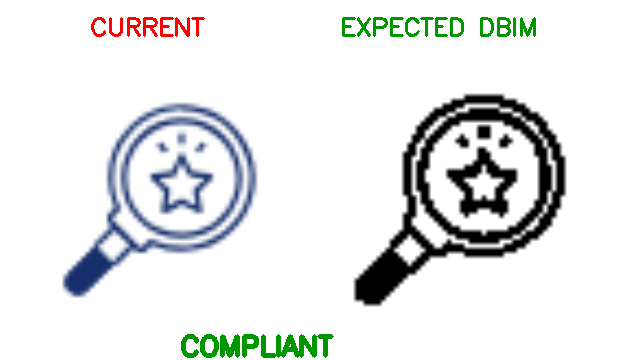 CURRENT
EXPECTED DBIM
COMPLIANT